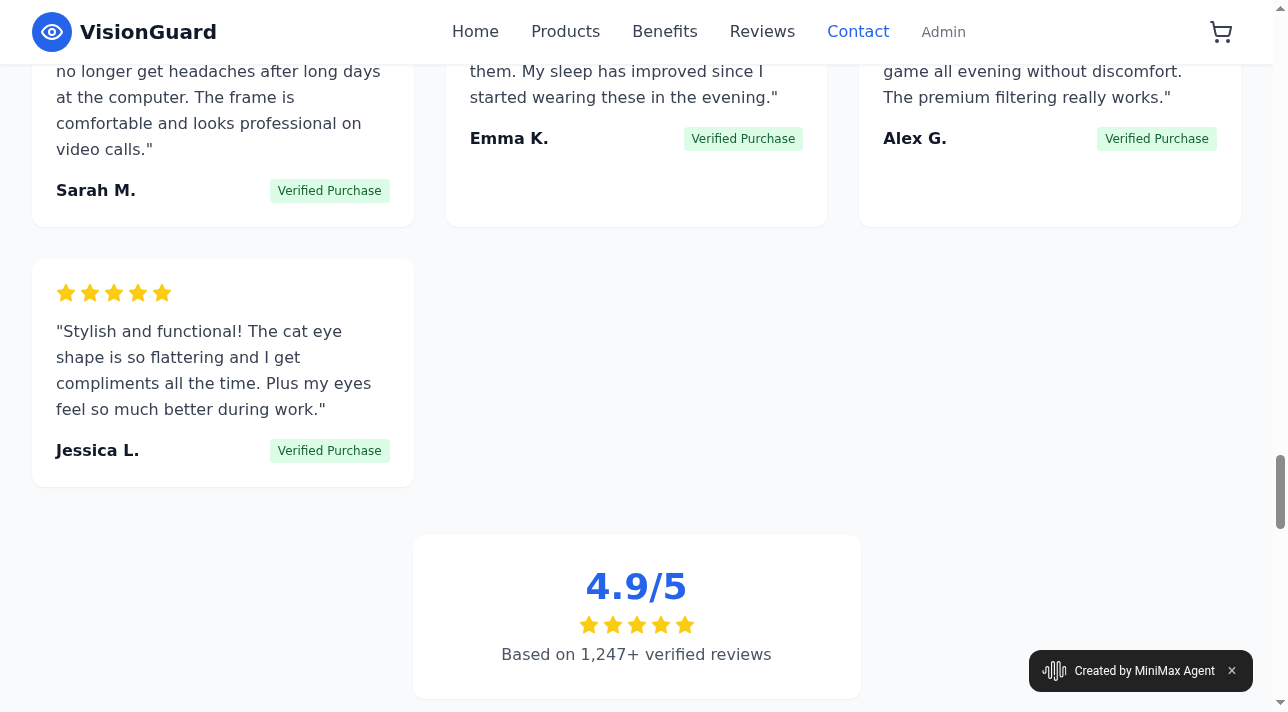 VisionGuard
Home
Products
Benefits
Reviews
Contact
Admin
no longer get headaches after long days
at the computer. The frame is
comfortable and looks professional on
video calls."
Sarah M.
Verified Purchase
them. My sleep has improved since I
started wearing these in the evening."
Emma K.
Verified Purchase
game all evening without discomfort.
The premium filtering really works."
Alex G.
Verified Purchase
"Stylish and functional! The cat eye
shape is so flattering and I get
compliments all the time. Plus my eyes
feel so much better during work."
Jessica L.
Verified Purchase
4.9/5
Based on 1,247+ verified reviews
Created by MiniMax Agent
×